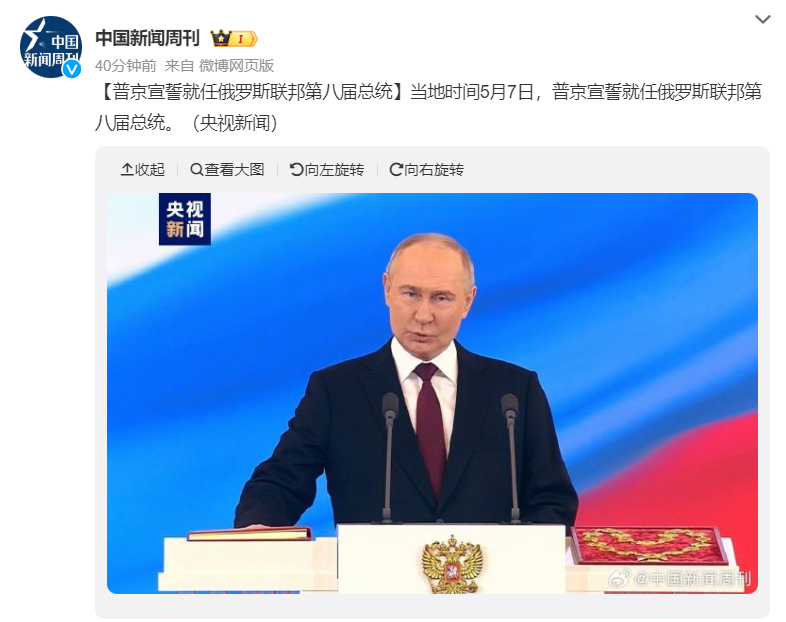 中国
新闻周刊
中国新闻周刊
I
40分钟前 来自 微博网页版
【普京宣誓就任俄罗斯联邦第八届总统】当地时间5月7日，普京宣誓就任俄罗斯联邦第
八届总统。（央视新闻）
收起
查看大图
向左旋转
向右旋转
央视
新闻
@中国新闻周刊